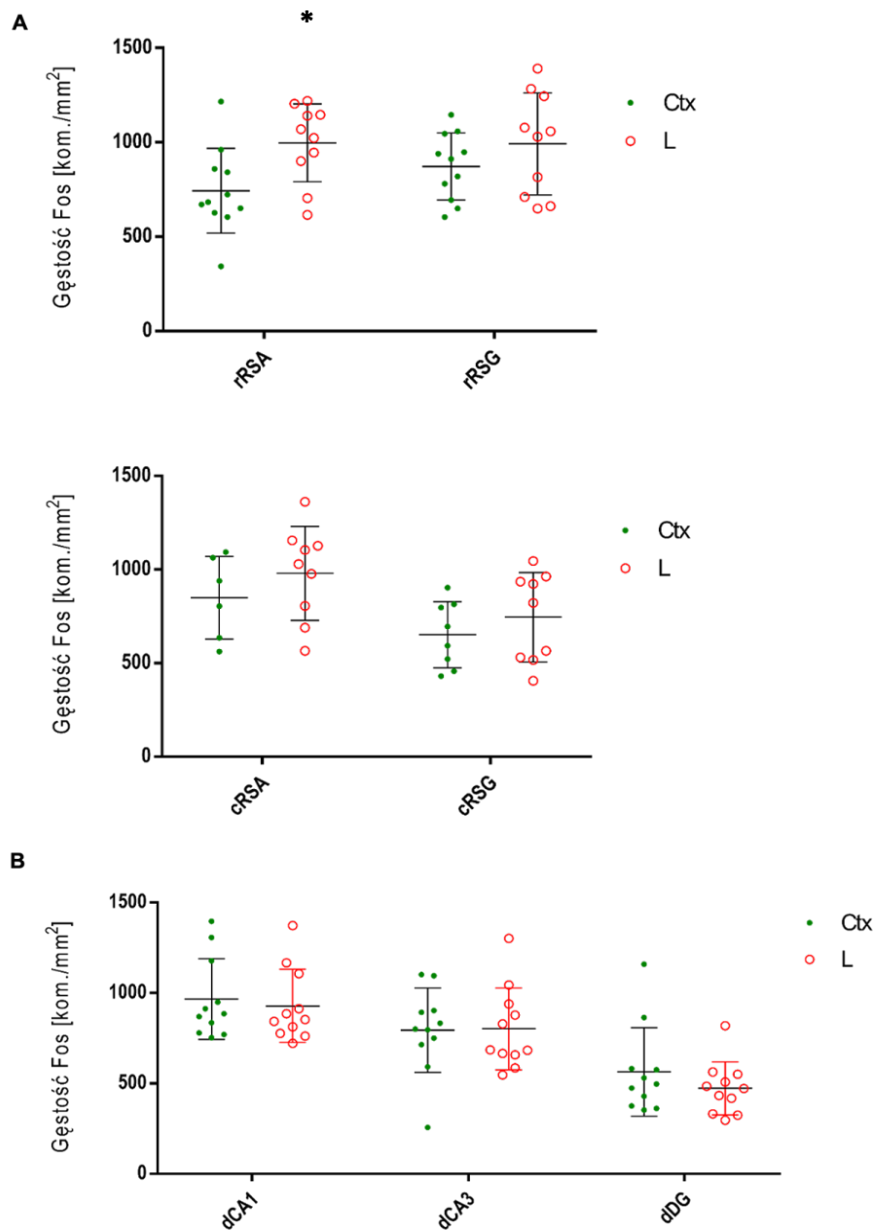 A
*
Gęstość Fos [kom./mm²]
1500
1000
500
0
Ctx
L
rRSA
rRSG
Gęstość Fos [kom./mm²]
1500
1000
500
0
Ctx
L
cRSA
cRSG
B
Gęstość Fos [kom./mm²]
1500
1000
500
0
Ctx
L
dCA1
dCA3
dDG